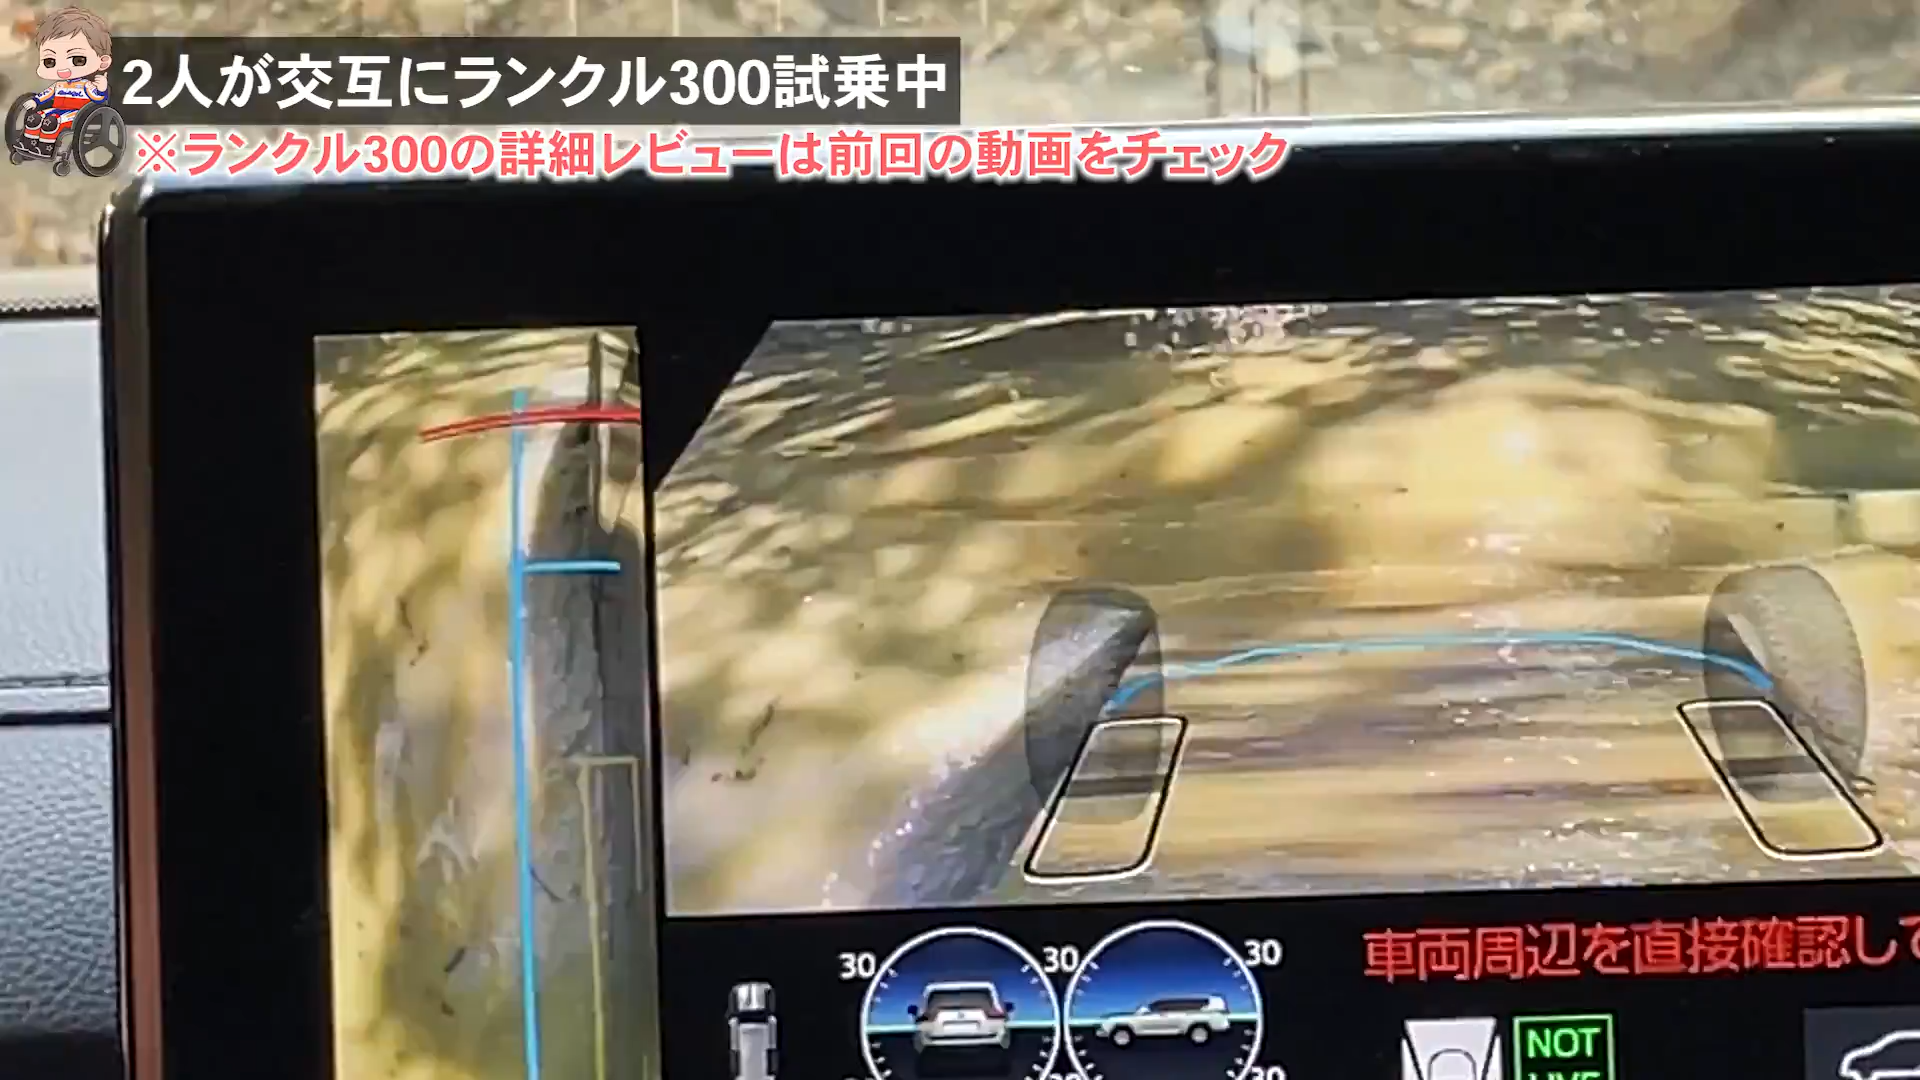 2人が交互にランクル300試乗中
※ランクル300の詳細レビューは前回の動画をチェック
30 30 30
車両周辺を直接確認して
30
NOT
LIVE